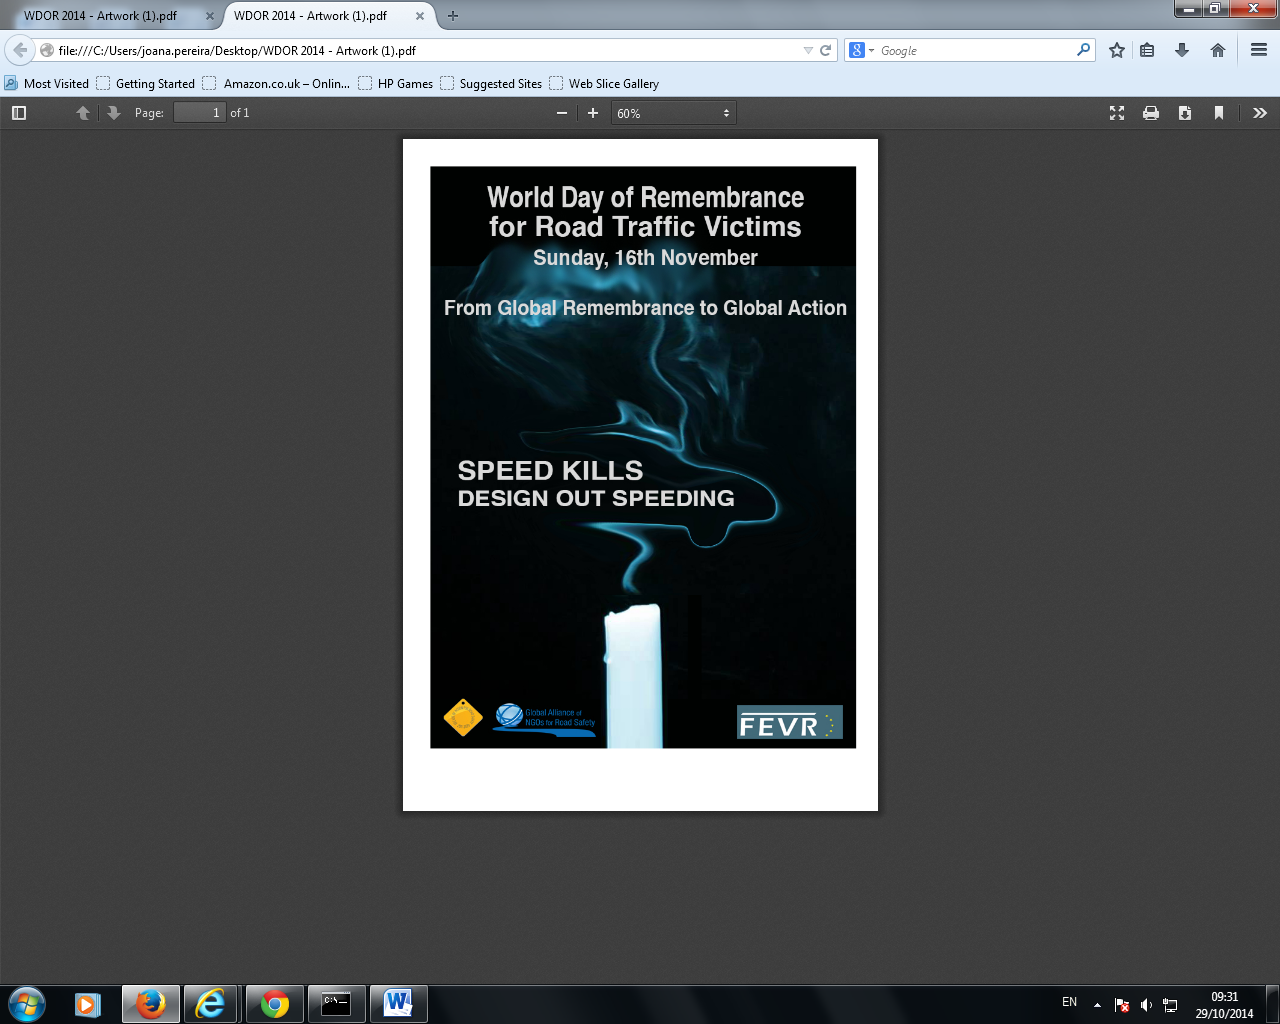 WDOR 2014 - Artwork (1).pdf
WDOR 2014 - Artwork (1).pdf
file:///C:/Users/joana.pereira/Desktop/WDOR 2014 - Artwork (1).pdf
Google
Most Visited
Getting Started
Amazon.co.uk – Onlin...
HP Games
Suggested Sites
Web Slice Gallery
Page: 1 of 1
60%
World Day of Remembrance
for Road Traffic Victims
Sunday, 16th November
From Global Remembrance to Global Action
SPEED KILLS
DESIGN OUT SPEEDING
Global Alliance of
NGOs for Road Safety
FEVR
C:\_
W
EN
09:31
29/10/2014